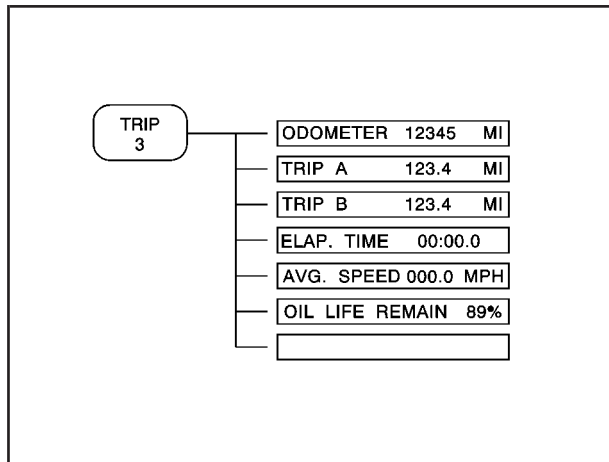 TRIP
3
ODOMETER 12345 MI
TRIP A 123.4 MI
TRIP B 123.4 MI
ELAP. TIME 00:00.0
AVG. SPEED 000.0 MPH
OIL LIFE REMAIN 89%